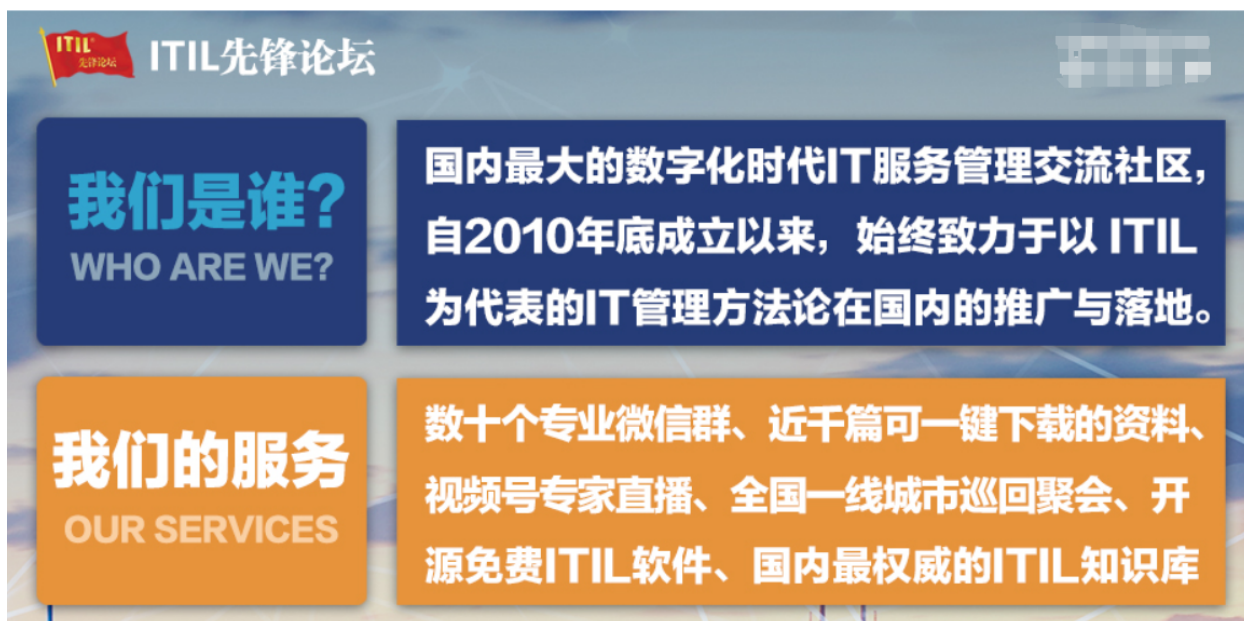 ITIL
先锋论坛
ITIL先锋论坛
我们是谁?
WHO ARE WE?
国内最大的数字化时代IT服务管理交流社区,
自2010年底成立以来，始终致力于以 ITIL
为代表的IT管理方法论在国内的推广与落地。
我们的服务
OUR SERVICES
数十个专业微信群、近千篇可一键下载的资料、
视频号专家直播、全国一线城市巡回聚会、开
源免费ITIL软件、国内最权威的ITIL知识库